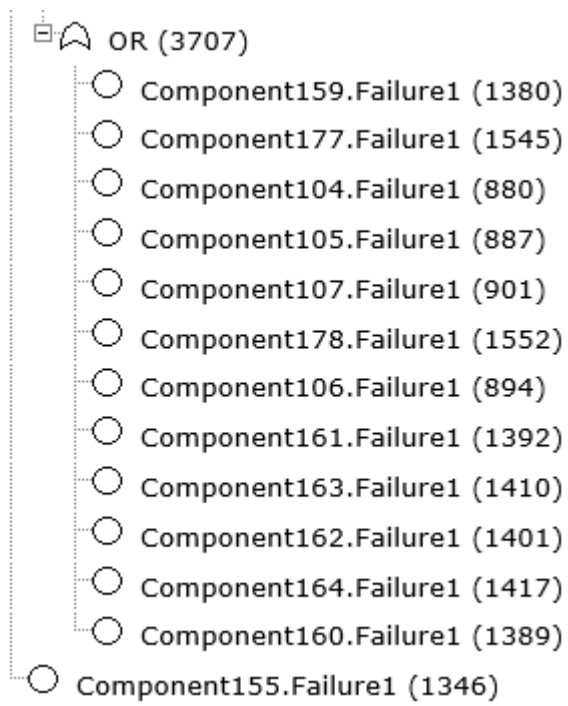 OR (3707)
Component159.Failure1 (1380)
Component177.Failure1 (1545)
Component104.Failure1 (880)
Component105.Failure1 (887)
Component107.Failure1 (901)
Component178.Failure1 (1552)
Component106.Failure1 (894)
Component161.Failure1 (1392)
Component163.Failure1 (1410)
Component162.Failure1 (1401)
Component164.Failure1 (1417)
Component160.Failure1 (1389)
Component155.Failure1 (1346)